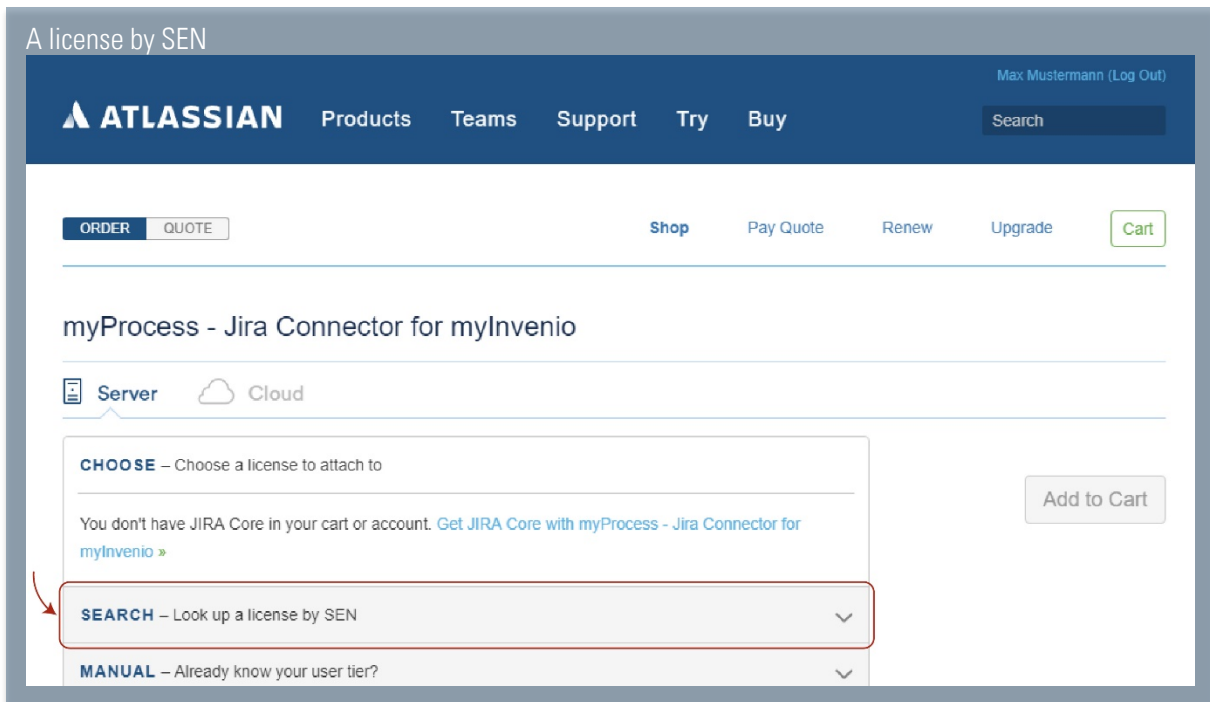 A license by SEN
Max Mustermann (Log Out)
ATLASSIAN Products Teams Support Try Buy Search
ORDER QUOTE Shop Pay Quote Renew Upgrade Cart
myProcess - Jira Connector for myInvenio
Server Cloud
CHOOSE – Choose a license to attach to
Add to Cart
You don't have JIRA Core in your cart or account. Get JIRA Core with myProcess - Jira Connector for
myInvenio »
SEARCH – Look up a license by SEN
MANUAL – Already know your user tier?